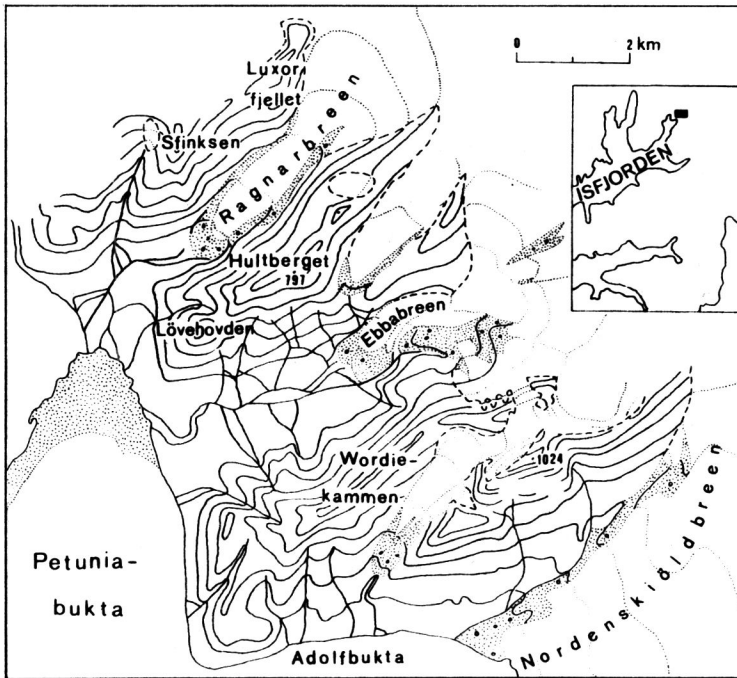 0 2 km
Luxor-
fjellet
Sfinksen
Ragnarbreen
ISFJORDEN
Hultberget
797
Lövehovden
Ebbabreen
Wordie-
kammen
1024
Petunia-
bukta
Nordenskiöldbreen
Adolfbukta